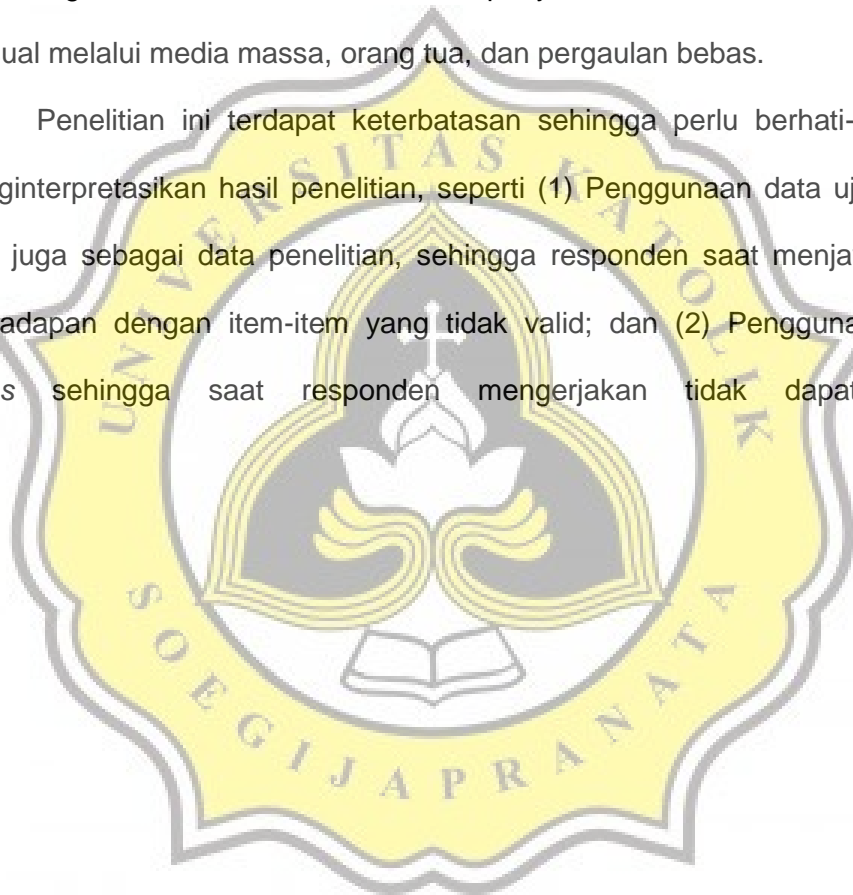 ual melalui media massa, orang tua, dan pergaulan bebas.
Penelitian ini terdapat keterbatasan sehingga perlu berhati-
ginterpretasikan hasil penelitian, seperti (1) Penggunaan data uj
juga sebagai data penelitian, sehingga responden saat menja
adapan dengan item-item yang tidak valid; dan (2) Pengguna
s sehingga saat responden mengerjakan tidak dapat
UNIVERSITAS KATOLIK
SOEGIJAPRANATA